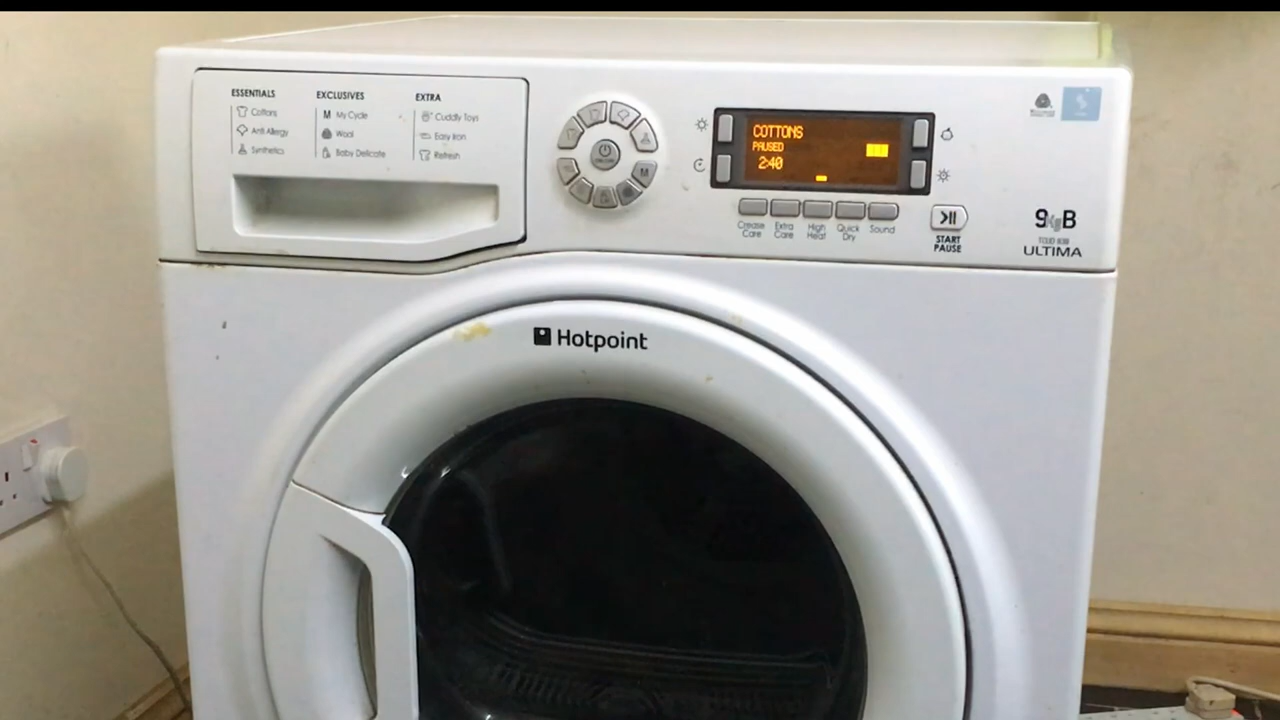 ESSENTIALS
Cottons
Anti Allergy
Synthetics
EXCLUSIVES
M My Cycle
Wool
Baby Delicate
EXTRA
Cuddly Toys
Easy Iron
Refresh
M
COTTONS
PAUSED
2:40
Crease Care
Extra Care
High Heat
Quick Dry
Sound
START
PAUSE
9kg B
ULTIMA
Hotpoint